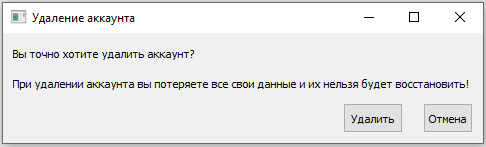 Удаление аккаунта
Вы точно хотите удалить аккаунт?
При удалении аккаунта вы потеряете все свои данные и их нельзя будет восстановить!
Удалить Отмена